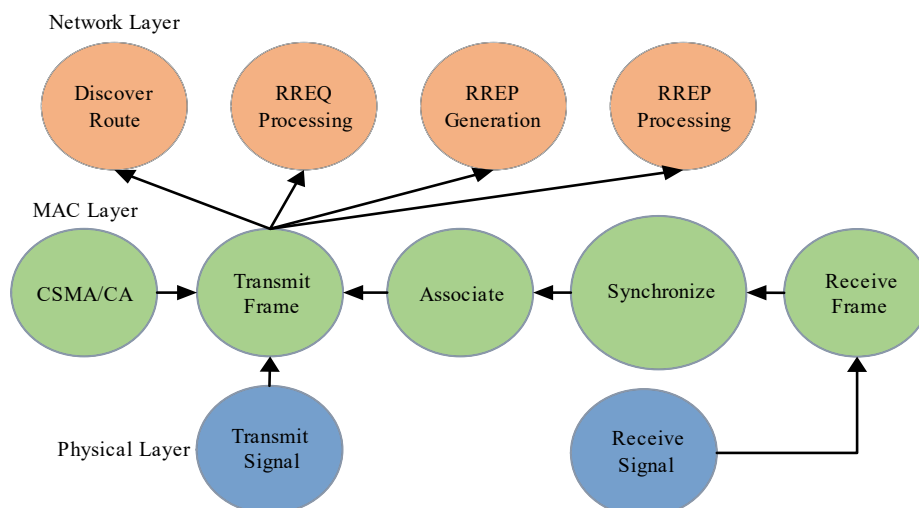 Network Layer
Discover
Route
RREQ
Processing
RREP
Generation
RREP
Processing
MAC Layer
CSMA/CA
Transmit
Frame
Associate
Synchronize
Receive
Frame
Physical Layer
Transmit
Signal
Receive
Signal